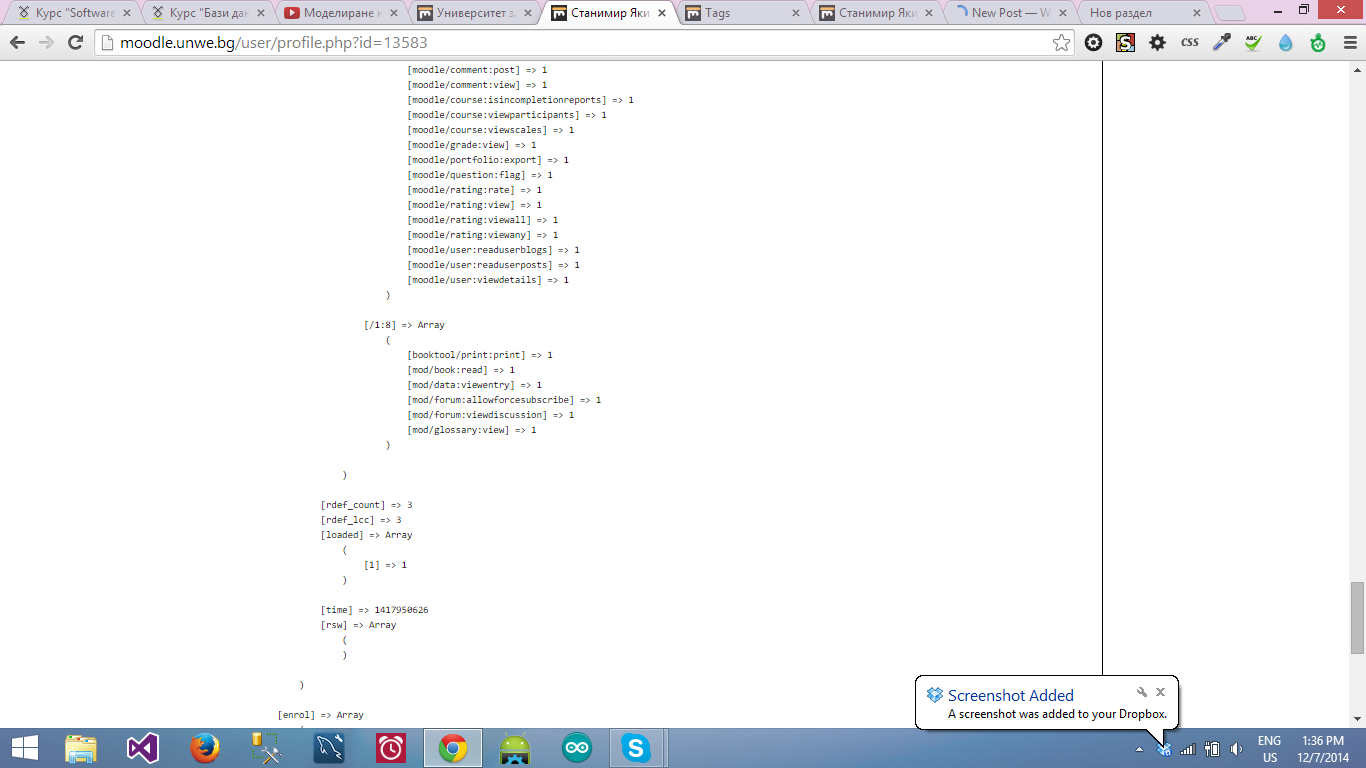 Курс "Software
Курс "Бази дан
Моделиране н
Университет за
Станимир Яки
Tags
Станимир Яки
New Post — W
Нов раздел
moodle.unwe.bg/user/profile.php?id=13583
ABC
CSS
[moodle/comment:post] => 1
[moodle/comment:view] => 1
[moodle/course:isincompletionreports] => 1
[moodle/course:viewparticipants] => 1
[moodle/course:viewscales] => 1
[moodle/grade:view] => 1
[moodle/portfolio:export] => 1
[moodle/question:flag] => 1
[moodle/rating:rate] => 1
[moodle/rating:view] => 1
[moodle/rating:viewall] => 1
[moodle/rating:viewany] => 1
[moodle/user:readuserblogs] => 1
[moodle/user:readuserposts] => 1
[moodle/user:viewdetails] => 1
)
[/1:8] => Array
(
[booktool/print:print] => 1
[mod/book:read] => 1
[mod/data:viewentry] => 1
[mod/forum:allowforcesubscribe] => 1
[mod/forum:viewdiscussion] => 1
[mod/glossary:view] => 1
)
)
[rdef_count] => 3
[rdef_lcc] => 3
[loaded] => Array
(
[1] => 1
)
[time] => 1417950626
[rsw] => Array
(
)
)
[enrol] => Array
Screenshot Added
A screenshot was added to your Dropbox.
ENG
US
1:36 PM
12/7/2014